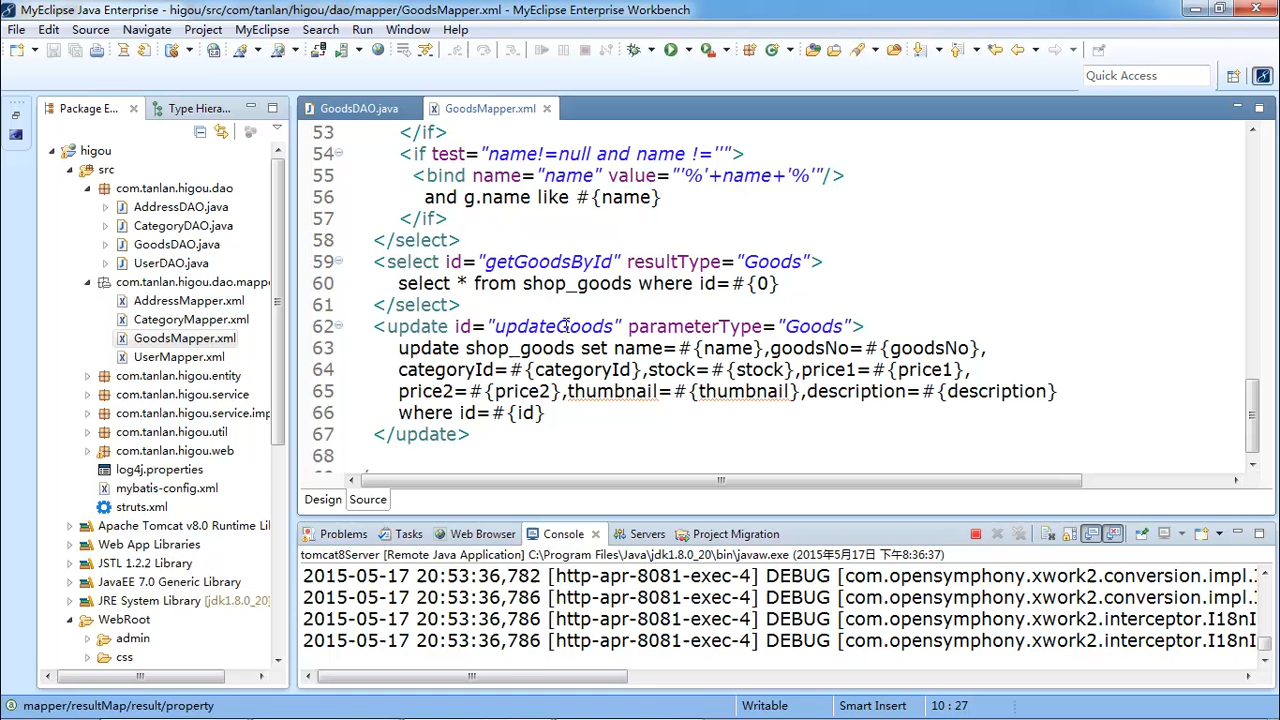 MyEclipse Java Enterprise - higou/src/com/tanlan/higou/dao/mapper/GoodsMapper.xml - MyEclipse Enterprise Workbench
File Edit Source Navigate Project MyEclipse Search Run Window Help
Quick Access
Package E... Type Hiera...
GoodsDAO.java GoodsMapper.xml
higou
src
com.tanlan.higou.dao
AddressDAO.java
CategoryDAO.java
GoodsDAO.java
UserDAO.java
com.tanlan.higou.dao.mappe
AddressMapper.xml
CategoryMapper.xml
GoodsMapper.xml
UserMapper.xml
com.tanlan.higou.entity
com.tanlan.higou.service
com.tanlan.higou.service.imp
com.tanlan.higou.util
com.tanlan.higou.web
log4j.properties
mybatis-config.xml
struts.xml
Apache Tomcat v8.0 Runtime Li
Web App Libraries
JSTL 1.2.2 Library
JavaEE 7.0 Generic Library
JRE System Library [jdk1.8.0_20]
WebRoot
admin
css
53 </if>
54 <if test="name!=null and name !=''">
55 <bind name="name" value="'%'+name+'%'"/>
56 and g.name like #{name}
57 </if>
58 </select>
59 <select id="getGoodsById" resultType="Goods">
60 select * from shop_goods where id=#{0}
61 </select>
62 <update id="updateGoods" parameterType="Goods">
63 update shop_goods set name=#{name},goodsNo=#{goodsNo},
64 categoryId=#{categoryId},stock=#{stock},price1=#{price1},
65 price2=#{price2},thumbnail=#{thumbnail},description=#{description}
66 where id=#{id}
67 </update>
68
Design Source
Problems Tasks Web Browser Console Servers Project Migration
tomcat8Server [Remote Java Application] C:\Program Files\Java\jdk1.8.0_20\bin\javaw.exe (2015年5月17日 下午8:36:37)
2015-05-17 20:53:36,782 [http-apr-8081-exec-4] DEBUG [com.opensymphony.xwork2.conversion.impl.
2015-05-17 20:53:36,786 [http-apr-8081-exec-4] DEBUG [com.opensymphony.xwork2.conversion.impl.
2015-05-17 20:53:36,786 [http-apr-8081-exec-4] DEBUG [com.opensymphony.xwork2.interceptor.I18nI
2015-05-17 20:53:36,786 [http-apr-8081-exec-4] DEBUG [com.opensymphony.xwork2.interceptor.I18nI
mapper/resultMap/result/property Writable Smart Insert 10 : 27